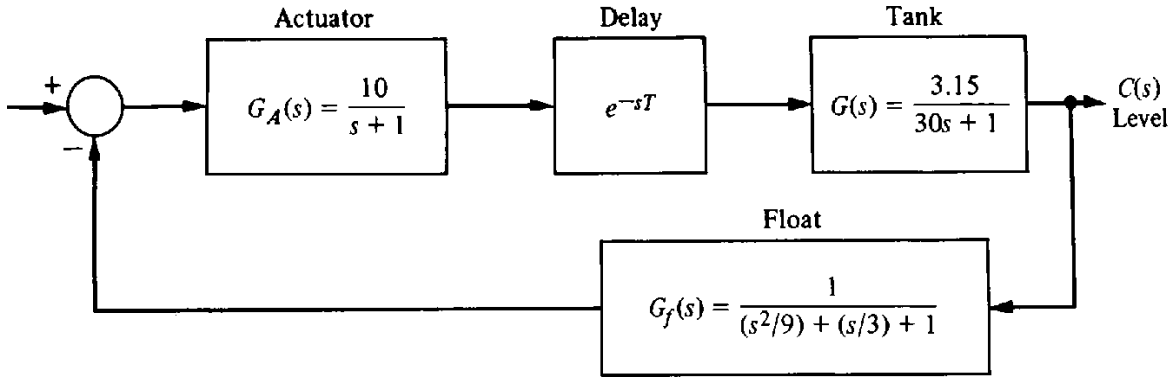 Actuator
Delay
Tank
+
G_A(s) = 10/(s + 1)
e^{-sT}
G(s) = 3.15/(30s + 1)
C(s)
Level
−
Float
G_f(s) = 1/((s^2/9) + (s/3) + 1)